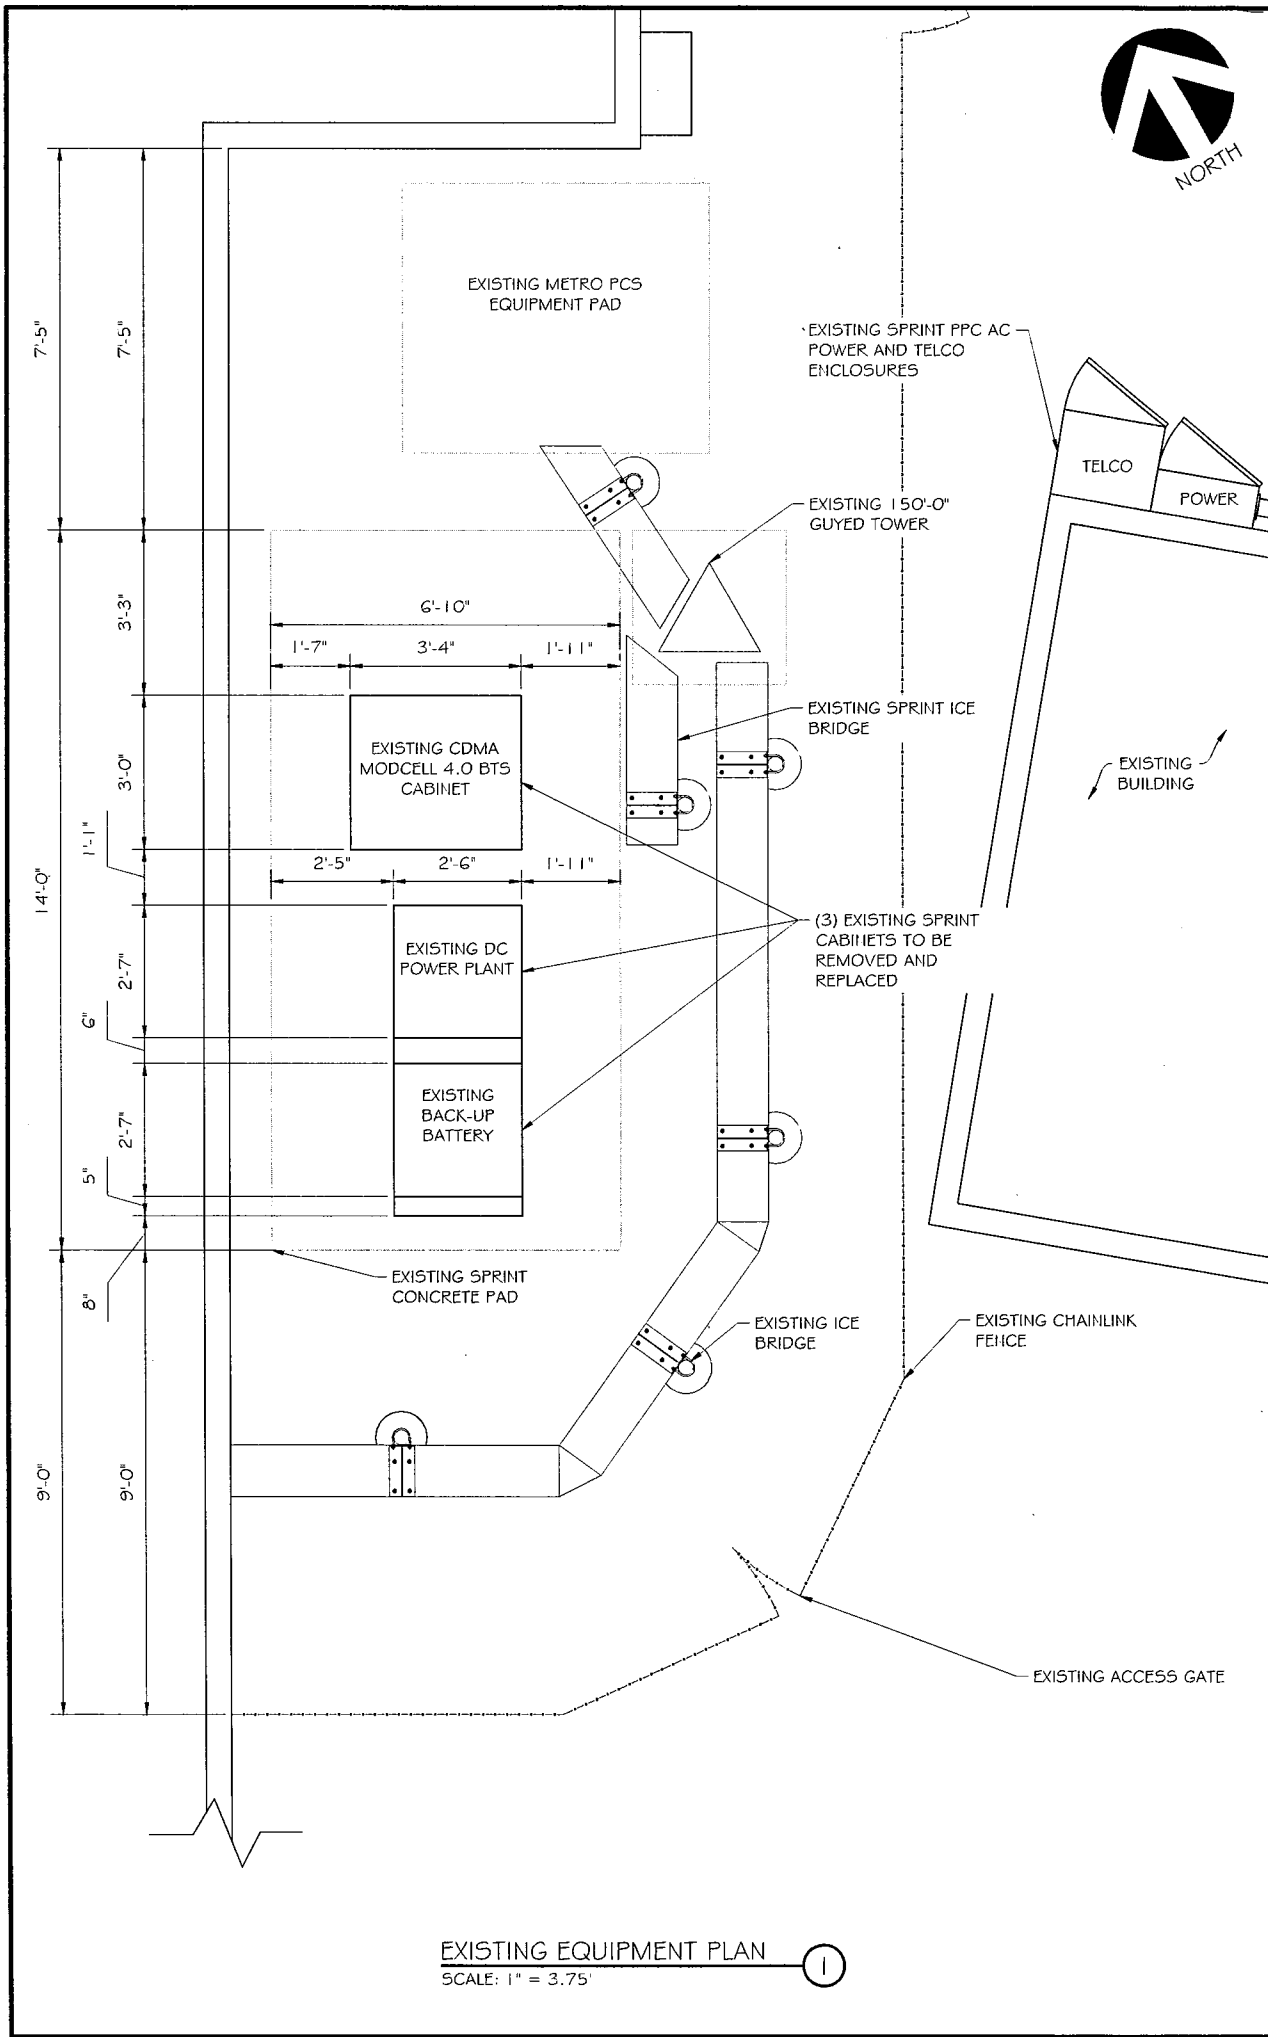 NORTH
EXISTING METRO PCS
EQUIPMENT PAD
7'-5"
7'-5"
EXISTING SPRINT PPC AC
POWER AND TELCO
ENCLOSURES
TELCO
POWER
EXISTING 150'-0"
GUYED TOWER
3'-3"
6'-10"
1'-7"
3'-4"
1'-11"
EXISTING SPRINT ICE
BRIDGE
EXISTING CDMA
MODCELL 4.0 BTS
CABINET
3'-0"
EXISTING
BUILDING
1'-1"
2'-5"
2'-6"
1'-11"
14'-0"
(3) EXISTING SPRINT
CABINETS TO BE
REMOVED AND
REPLACED
EXISTING DC
POWER PLANT
2'-7"
6"
EXISTING
BACK-UP
BATTERY
2'-7"
5"
8"
EXISTING SPRINT
CONCRETE PAD
EXISTING ICE
BRIDGE
EXISTING CHAINLINK
FENCE
9'-0"
9'-0"
EXISTING ACCESS GATE
EXISTING EQUIPMENT PLAN
1
SCALE: 1" = 3.75'